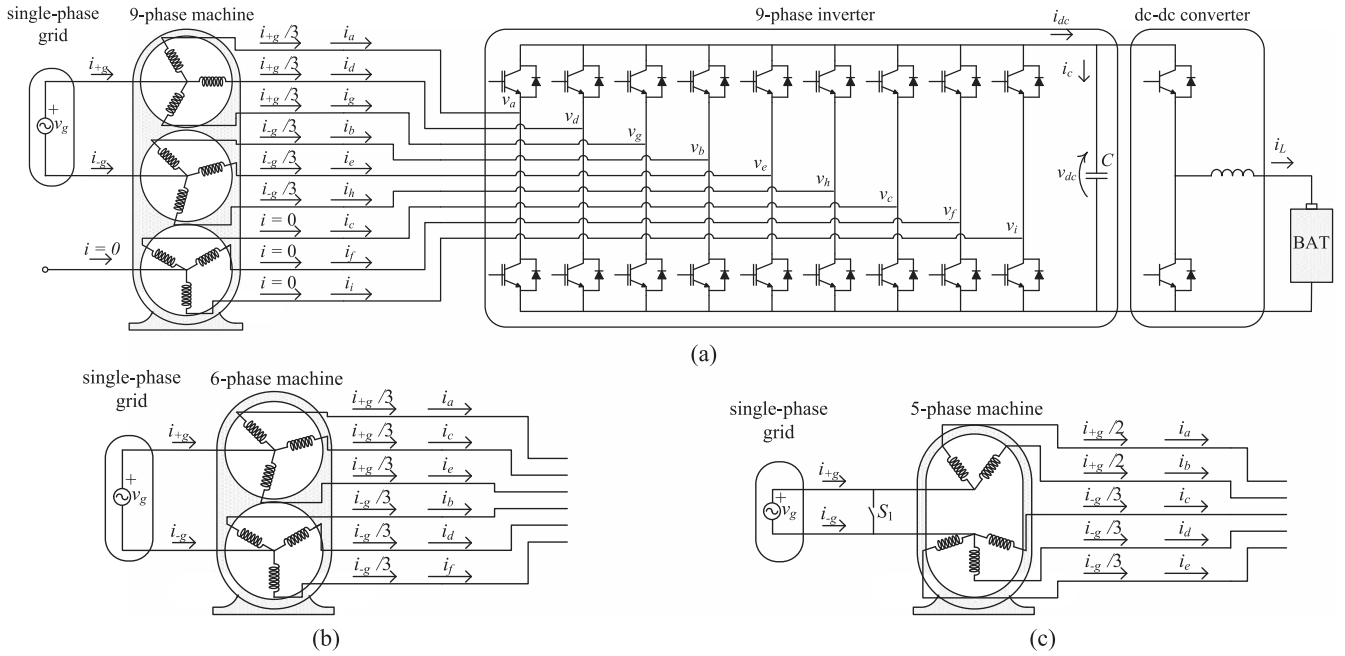 single-phase
grid
9-phase machine
9-phase inverter
dc-dc converter
i+g
+
vg
i-g
i = 0
i+g /3 ia
i+g /3 id
i+g /3 ig
i-g /3 ib
i-g /3 ie
i-g /3 ih
i = 0 ic
i = 0 if
i = 0 ii
idc
ic
va
vd
vg
vb
ve
vh
vc
vf
vi
vdc
C
iL
BAT
(a)
single-phase
grid
6-phase machine
i+g
+
vg
i-g
i+g /3 ia
i+g /3 ic
i+g /3 ie
i-g /3 ib
i-g /3 id
i-g /3 if
(b)
single-phase
grid
5-phase machine
i+g
+
vg
i-g
S1
i+g /2 ia
i+g /2 ib
i-g /3 ic
i-g /3 id
i-g /3 ie
(c)